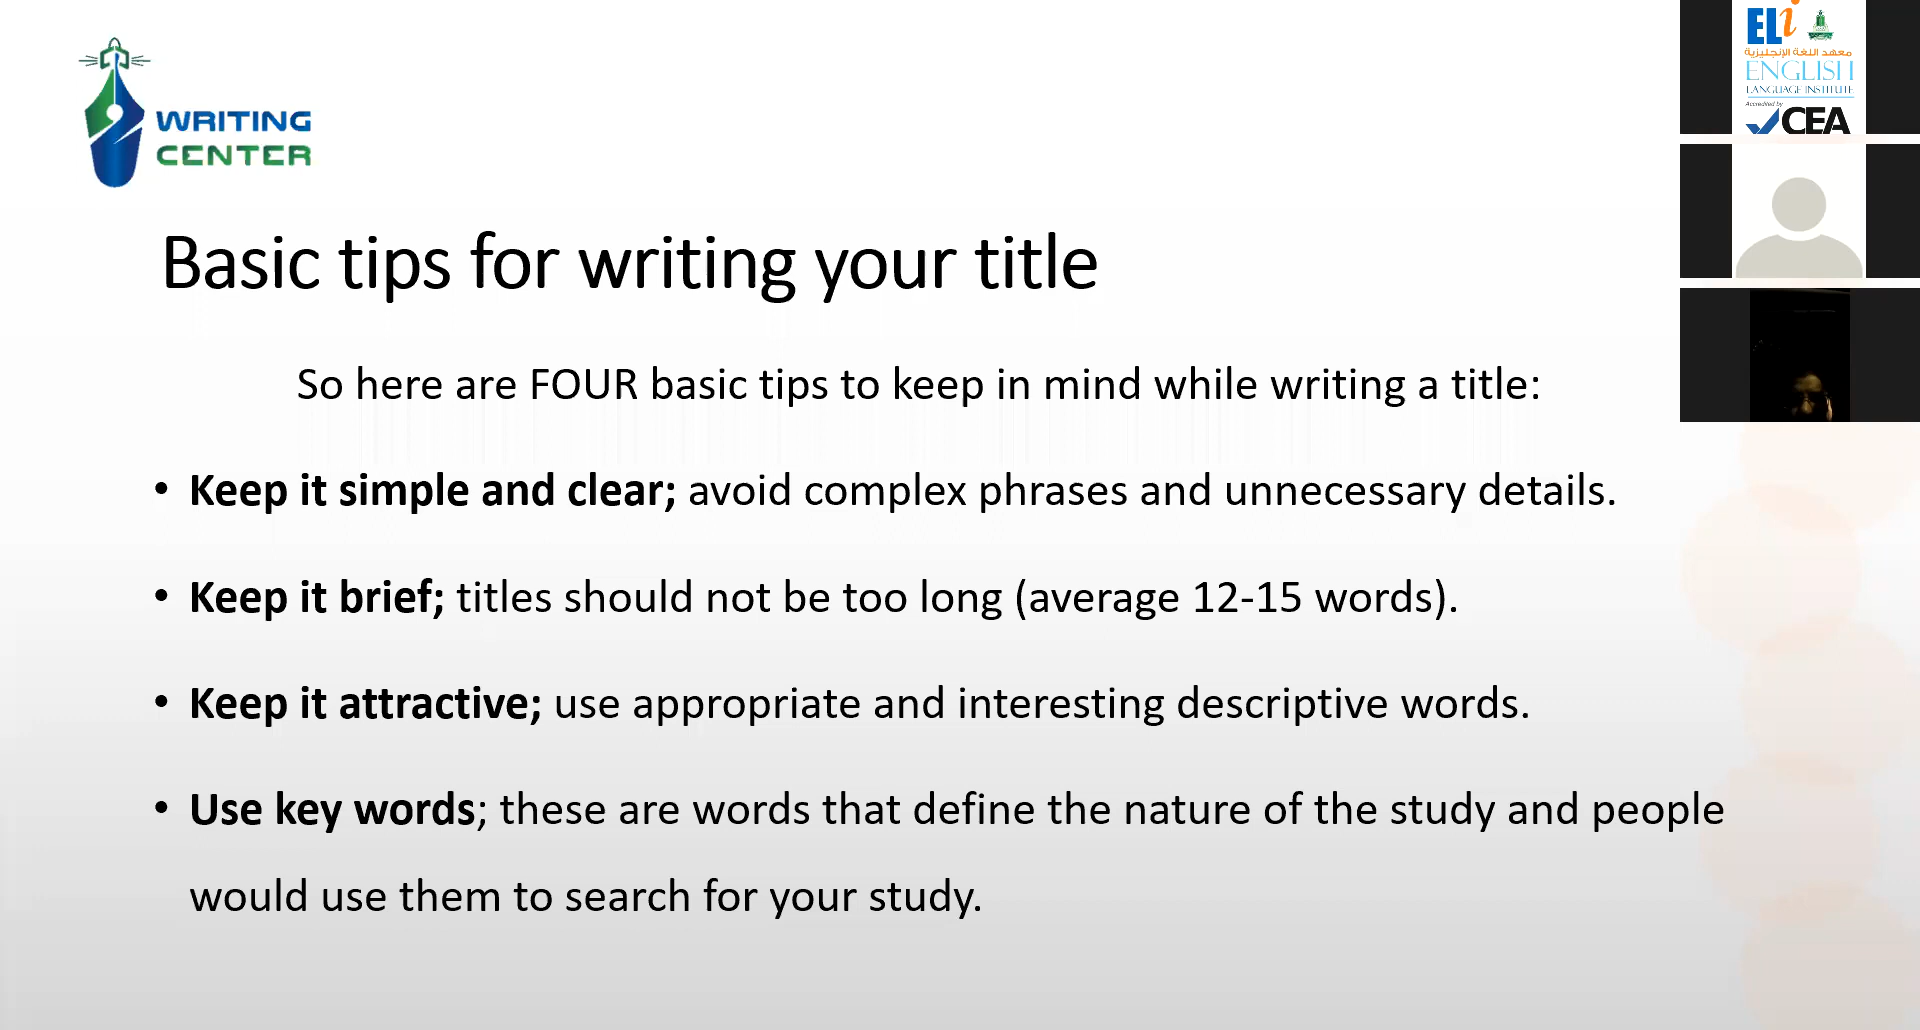 WRITING
CENTER
Basic tips for writing your title
So here are FOUR basic tips to keep in mind while writing a title:
• Keep it simple and clear; avoid complex phrases and unnecessary details.
• Keep it brief; titles should not be too long (average 12-15 words).
• Keep it attractive; use appropriate and interesting descriptive words.
• Use key words; these are words that define the nature of the study and people
would use them to search for your study.
ELi
معهد اللغة الإنجليزية
ENGLISH
LANGUAGE INSTITUTE
Accredited by
CEA